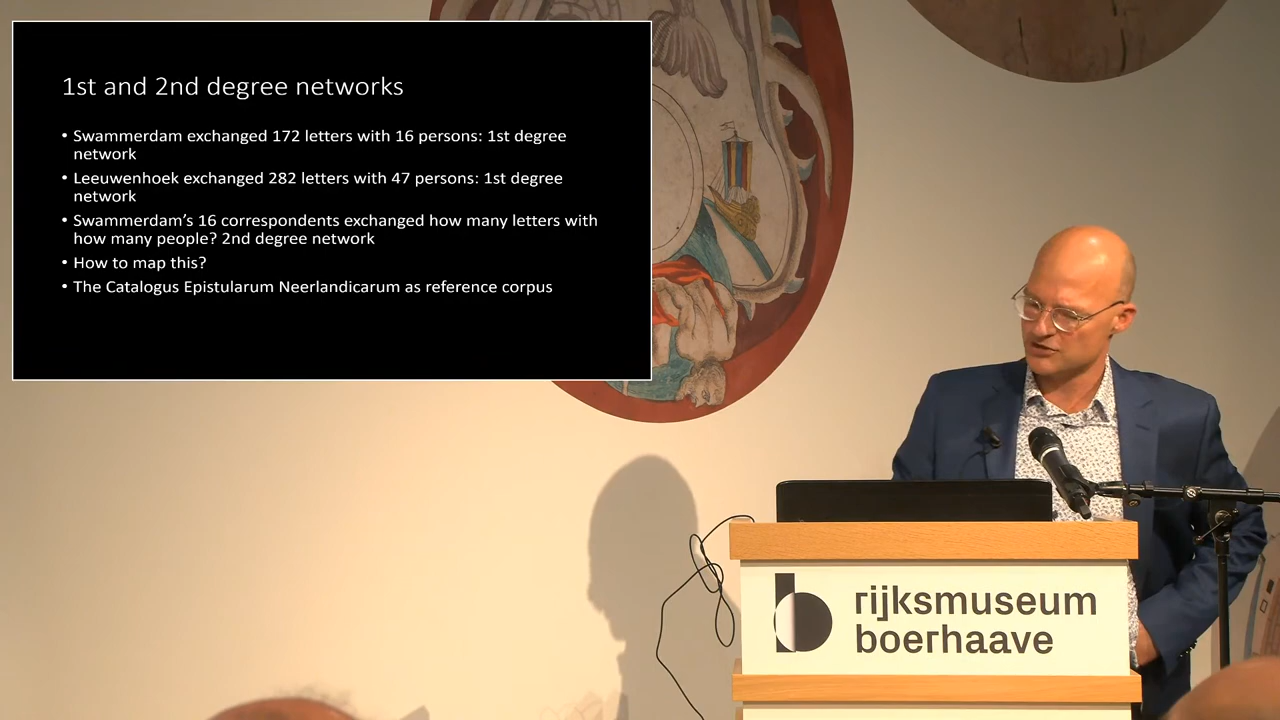 1st and 2nd degree networks
• Swammerdam exchanged 172 letters with 16 persons: 1st degree
network
• Leeuwenhoek exchanged 282 letters with 47 persons: 1st degree
network
• Swammerdam’s 16 correspondents exchanged how many letters with
how many people? 2nd degree network
• How to map this?
• The Catalogus Epistularum Neerlandicarum as reference corpus
rijksmuseum
boerhaave